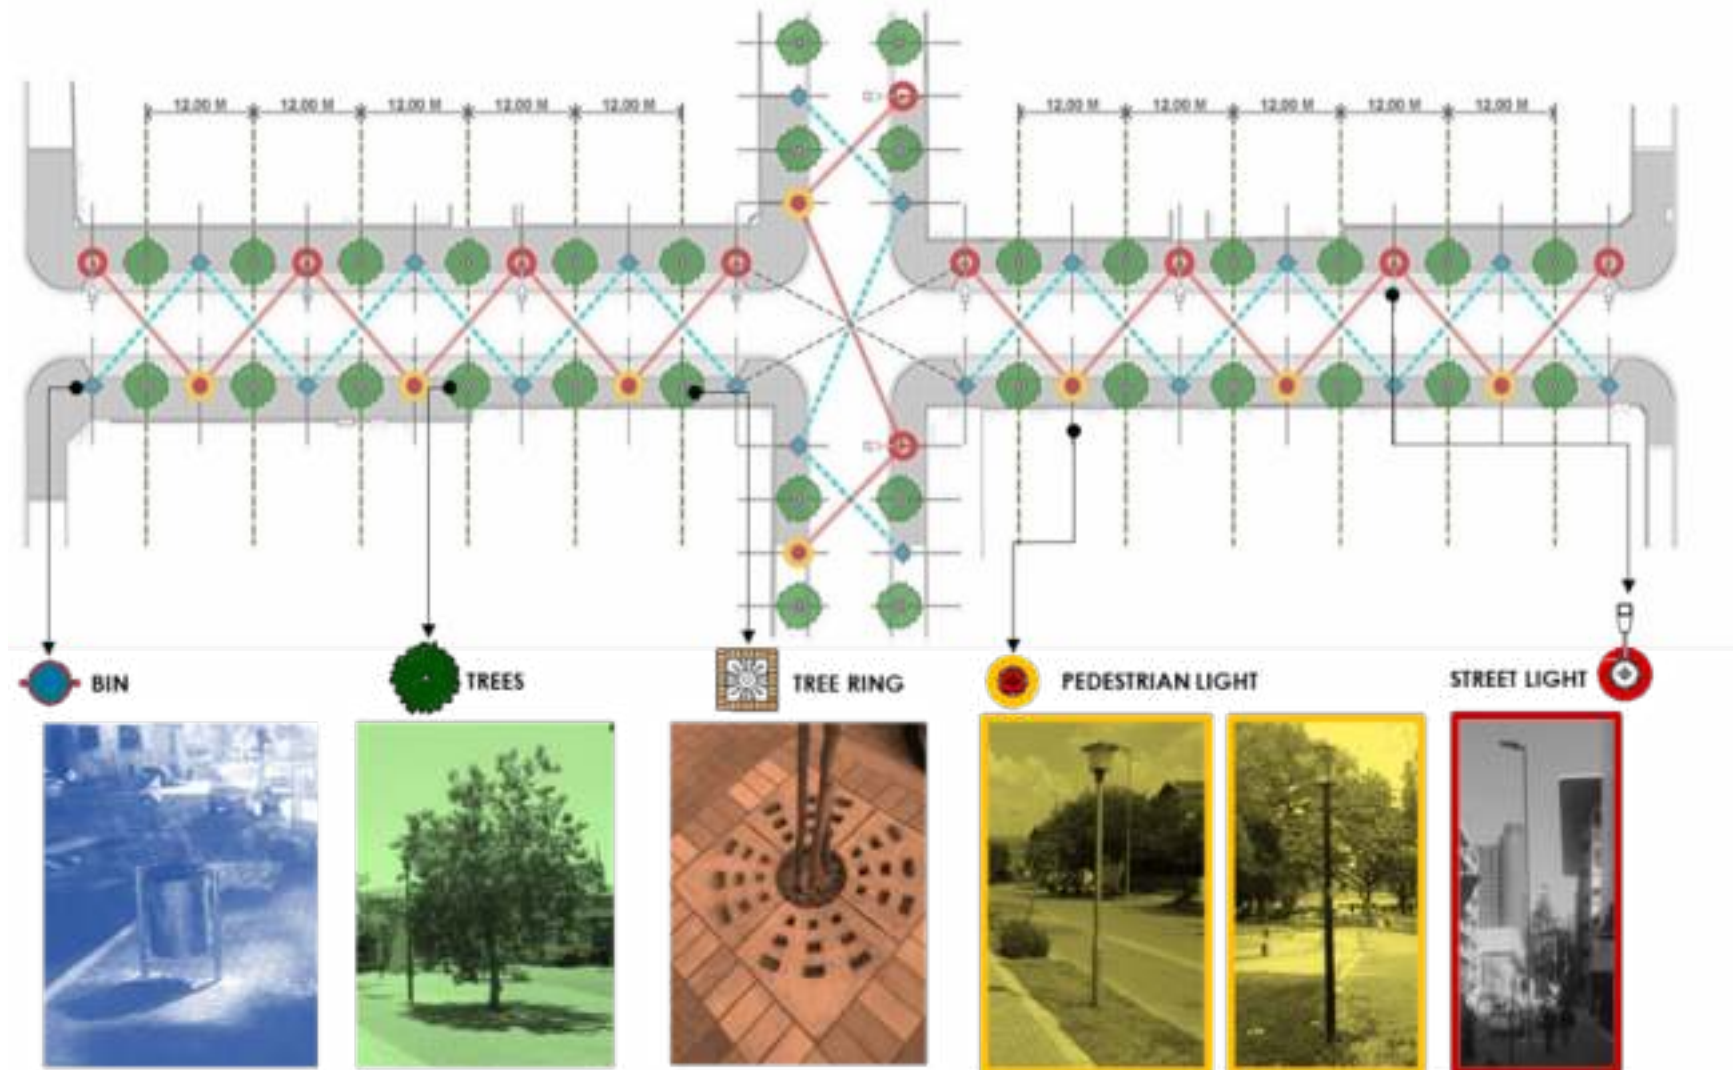 12.00 M 12.00 M 12.00 M 12.00 M 12.00 M
12.00 M 12.00 M 12.00 M 12.00 M 12.00 M
BIN
TREES
TREE RING
PEDESTRIAN LIGHT
STREET LIGHT